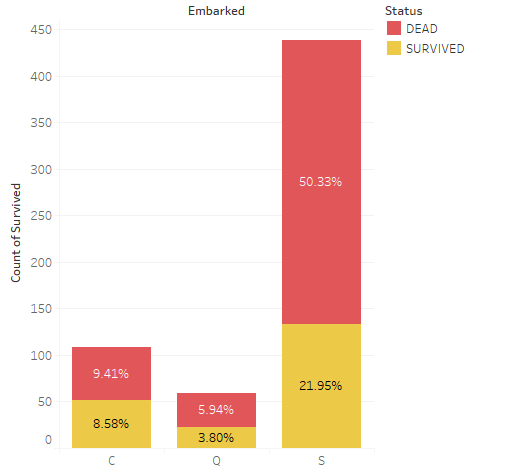 Embarked
Status
DEAD
SURVIVED
Count of Survived
450
400
350
300
250
200
150
100
50
0
50.33%
21.95%
9.41%
8.58%
5.94%
3.80%
C
Q
S